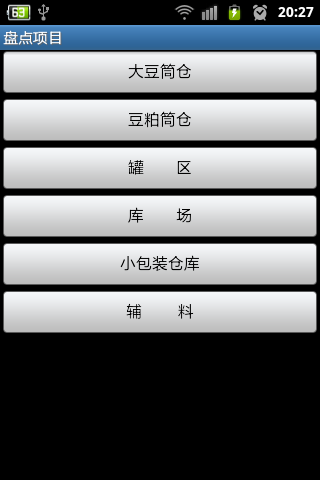 63 20:27
盘点项目
大豆筒仓
豆粕筒仓
罐 区
库 场
小包装仓库
辅 料